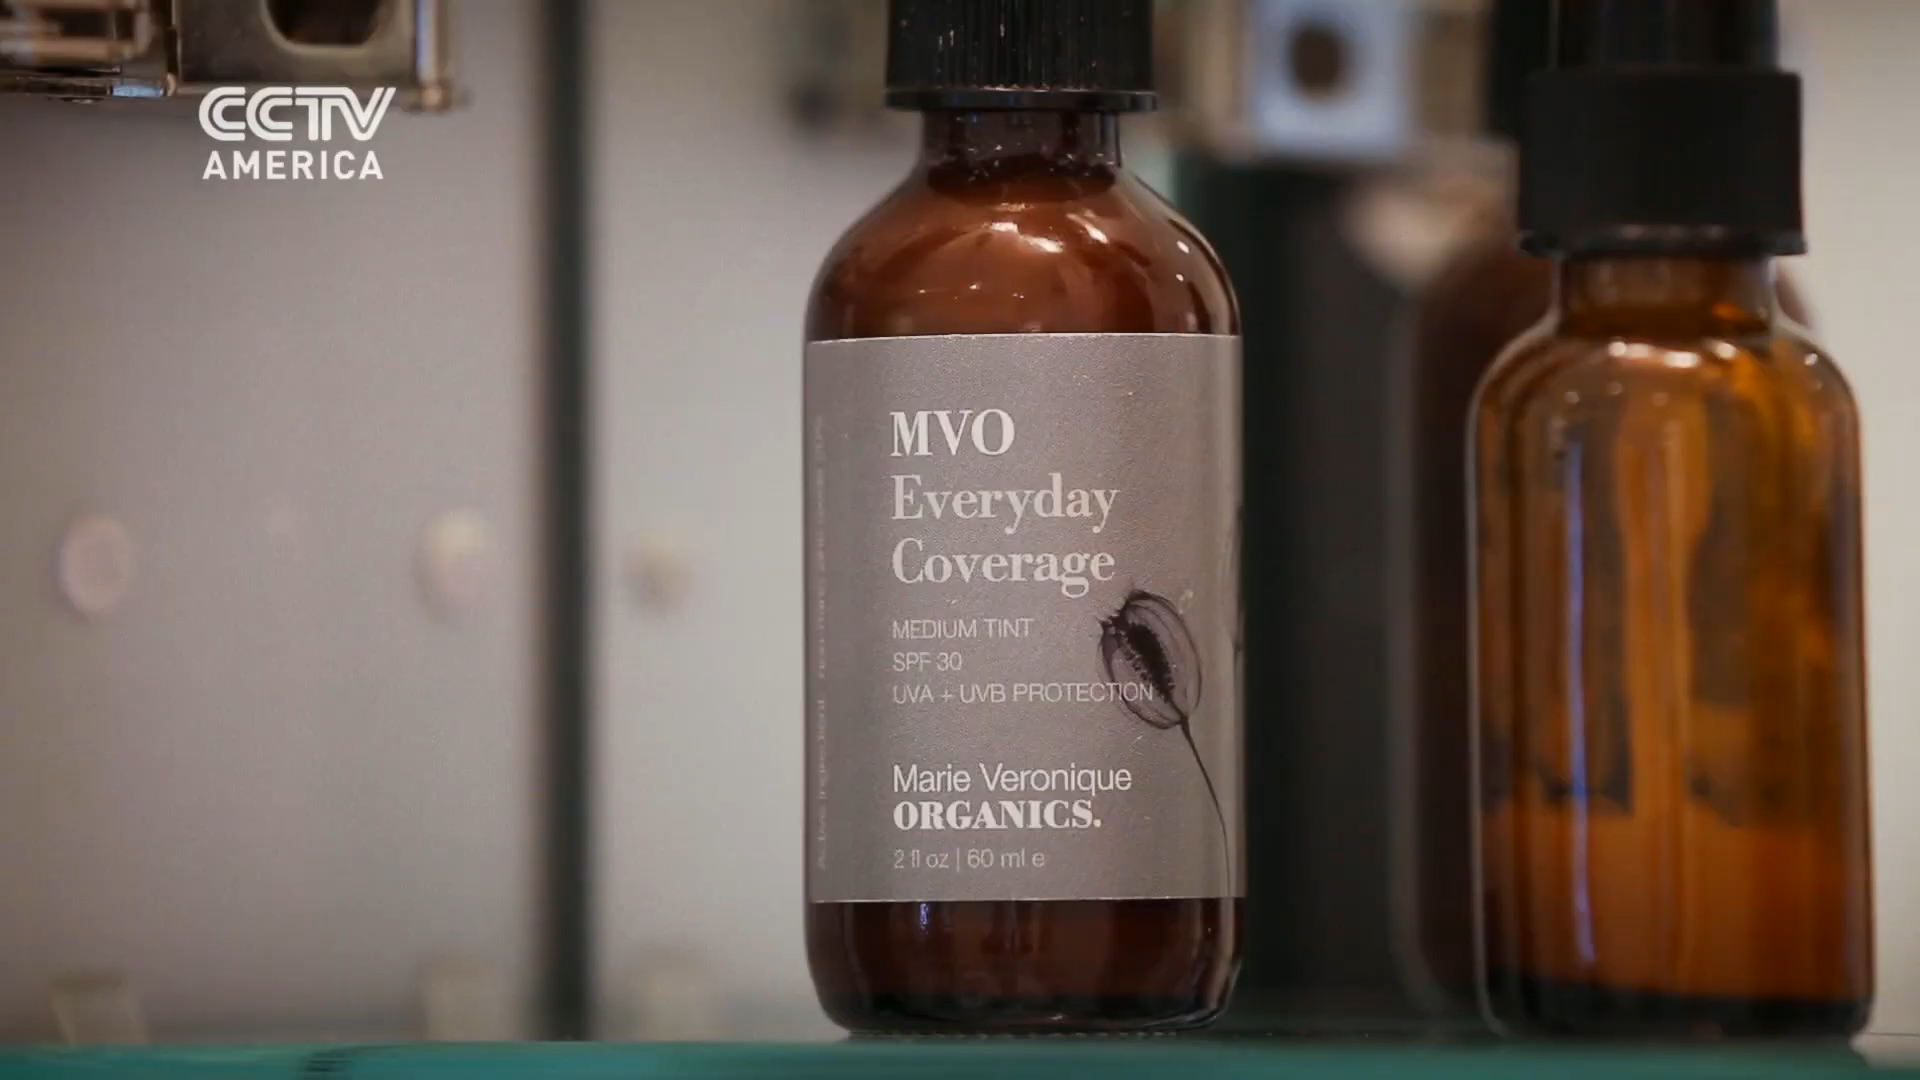 CCTV
AMERICA
MVO
Everyday
Coverage
MEDIUM TINT
SPF 30
UVA + UVB PROTECTION
Marie Veronique
ORGANICS.
2 fl oz | 60 ml e